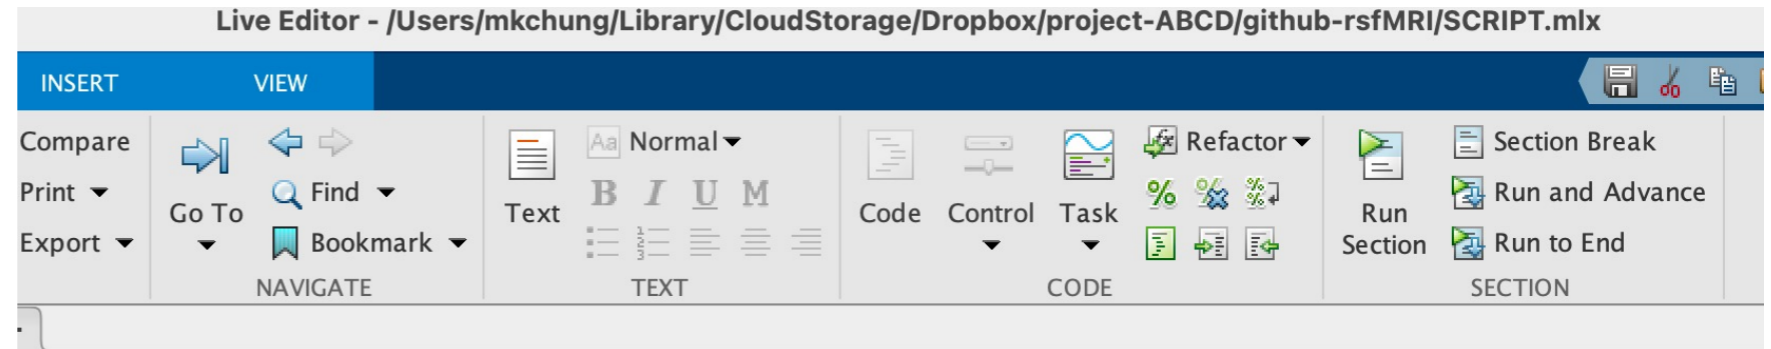 Live Editor - /Users/mkchung/Library/CloudStorage/Dropbox/project-ABCD/github-rsfMRI/SCRIPT.mlx
INSERT VIEW
Compare
Print
Export
Go To
Find
Bookmark
NAVIGATE
Text
Aa Normal
B I U M
TEXT
Code
Control
Task
Refactor
CODE
Run
Section
Section Break
Run and Advance
Run to End
SECTION